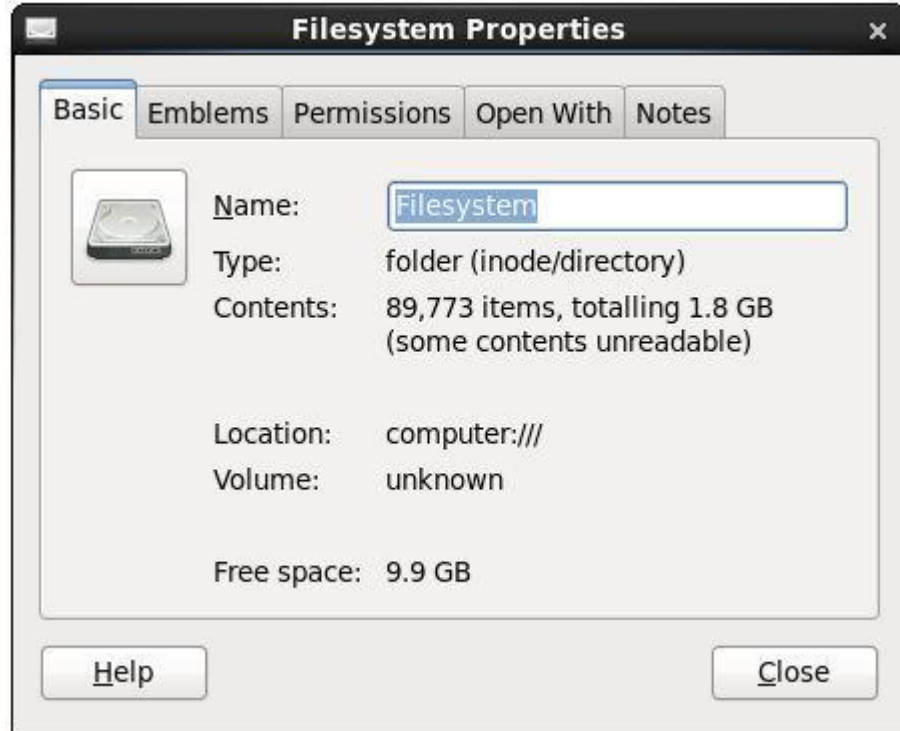 Filesystem Properties
Basic Emblems Permissions Open With Notes
Name: Filesystem
Type: folder (inode/directory)
Contents: 89,773 items, totalling 1.8 GB
(some contents unreadable)
Location: computer:///
Volume: unknown
Free space: 9.9 GB
Help Close